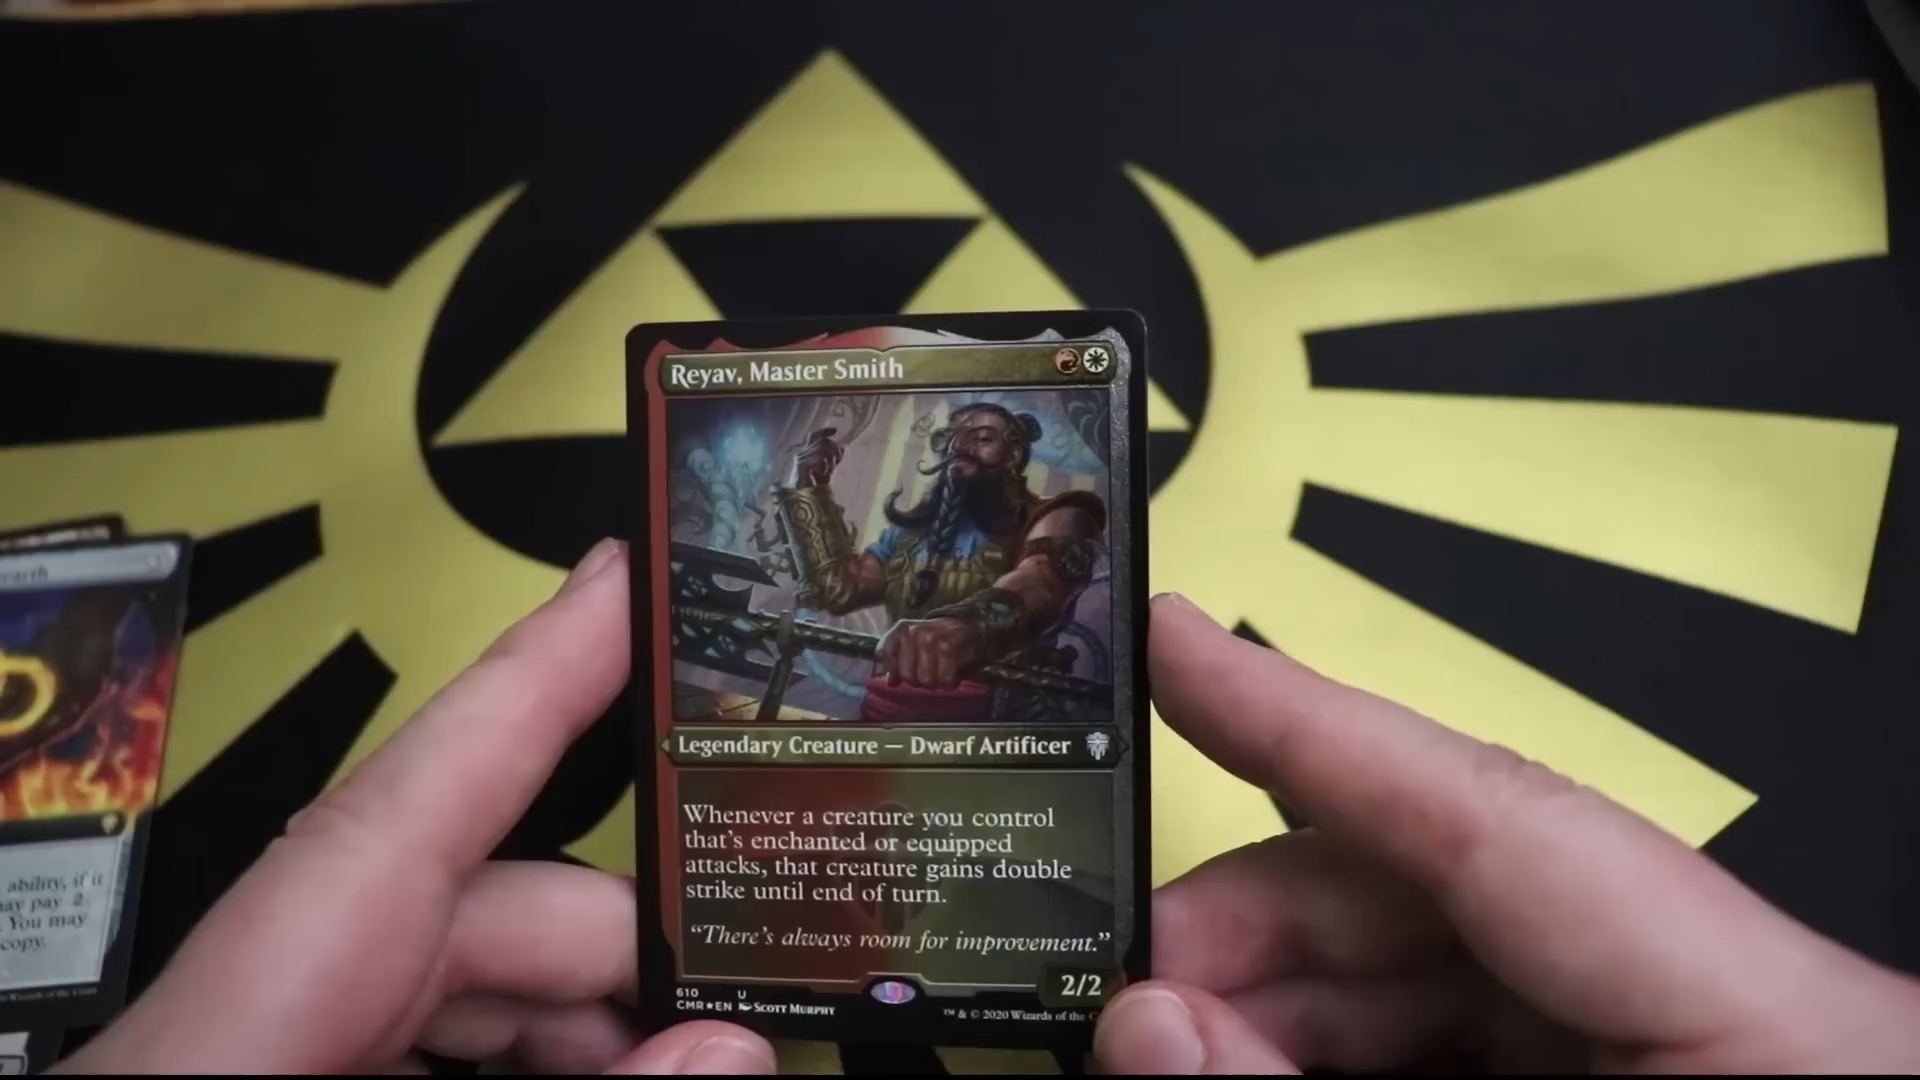 Reyav, Master Smith
Legendary Creature — Dwarf Artificer
Whenever a creature you control
that's enchanted or equipped
attacks, that creature gains double
strike until end of turn.
"There's always room for improvement."
2/2
610 U
CMR★EN Scott Murphy
™ & © 2020 Wizards of the
ability, if it
may pay 2.
You may
copy.